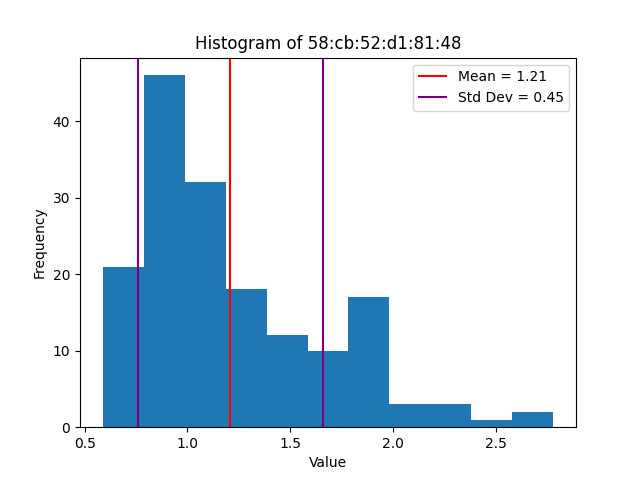 Histogram of 58:cb:52:d1:81:48
Mean = 1.21
Std Dev = 0.45
Frequency
40
30
20
10
0
0.5 1.0 1.5 2.0 2.5
Value